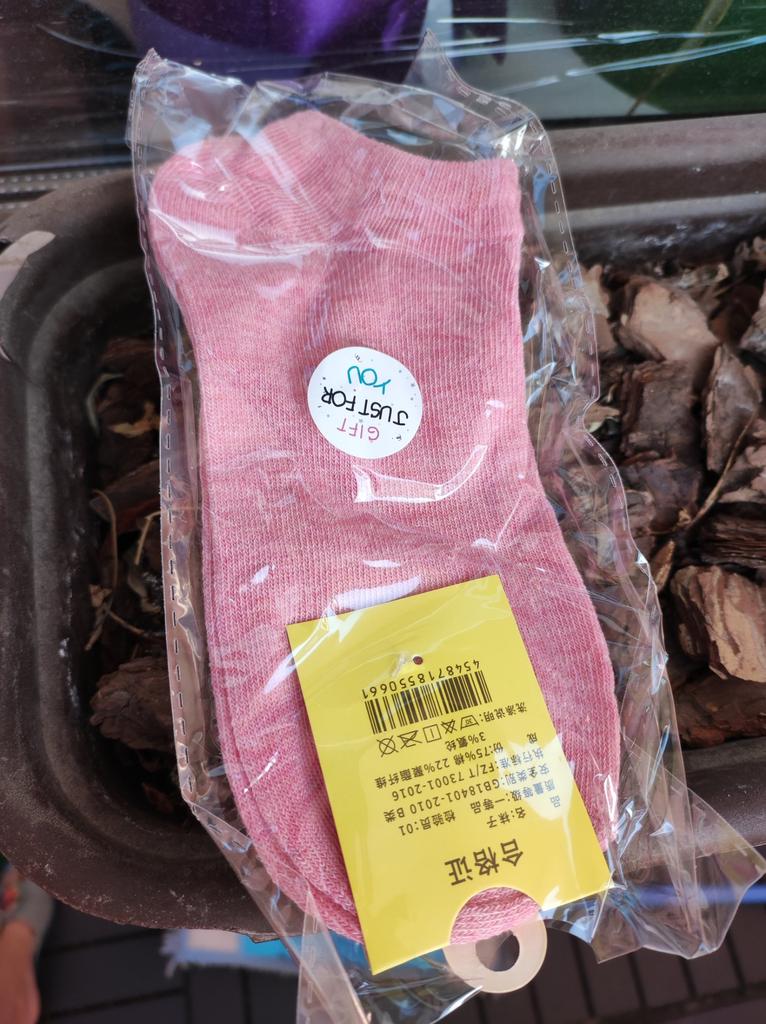 GIFT
JUST FOR
YOU
合格证
品名:袜子
质量等级:一等品 检验员:01
安全类别:GB18401-2010 B类
执行标准:FZ/T 73001-2016
成份:75%棉 22%聚酯纤维
3%氨纶
洗涤说明:
4548718550661